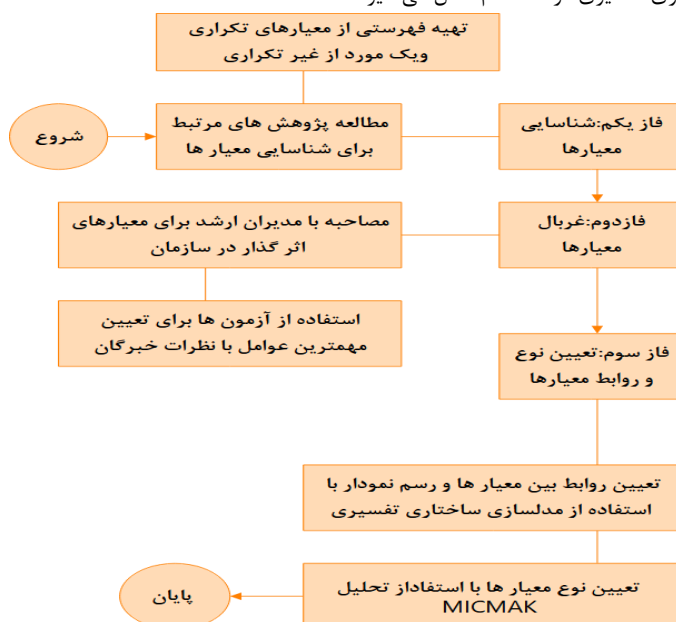 تهیه فهرستی از معیارهای تکراری
ویک مورد از غیر تکراری
شروع
مطالعه پژوهش های مرتبط
برای شناسایی معیار ها
فاز یکم:شناسایی
معیارها
فازدوم:غربال
معیارها
مصاحبه با مدیران ارشد برای معیارهای
اثر گذار در سازمان
استفاده از آزمون ها برای تعیین
مهمترین عوامل با نظرات خبرگان
فاز سوم:تعیین نوع
و روابط معیارها
تعیین روابط بین معیار ها و رسم نمودار با
استفاده از مدلسازی ساختاری تفسیری
تعیین نوع معیار ها با استفاداز تحلیل
MICMAK
پایان